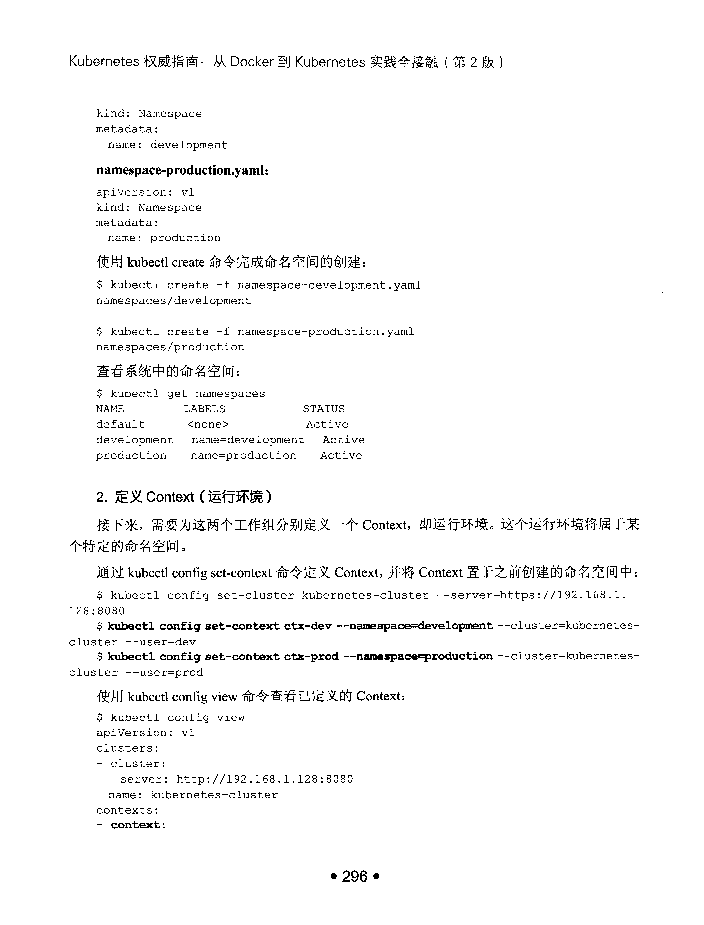 Kubernetes 权威指南：从 Docker 到 Kubernetes 实践全接触（第 2 版）
kind: Namespace
metadata:
name: development
namespace-production.yaml:
apiVersion: v1
kind: Namespace
metadata:
name: production
使用 kubectl create 命令完成命名空间的创建：
$ kubectl create -f namespace-development.yaml
namespaces/development
$ kubectl create -f namespace-production.yaml
namespaces/production
查看系统中的命名空间：
$ kubectl get namespaces
NAME LABELS STATUS
default <none> Active
development name=development Active
production name=production Active
2. 定义 Context（运行环境）
接下来，需要为这两个工作组分别定义一个 Context，即运行环境。这个运行环境将属于某
个特定的命名空间。
通过 kubectl config set-context 命令定义 Context，并将 Context 置于之前创建的命名空间中：
$ kubectl config set-cluster kubernetes-cluster --server=https://192.168.1.
128:8080
$ kubectl config set-context ctx-dev --namespace=development --cluster=kubernetes-
cluster --user=dev
$ kubectl config set-context ctx-prod --namespace=production --cluster=kubernetes-
cluster --user=prod
使用 kubectl config view 命令查看已定义的 Context：
$ kubectl config view
apiVersion: v1
clusters:
- cluster:
server: http://192.168.1.128:8080
name: kubernetes-cluster
contexts:
- context:
• 296 •